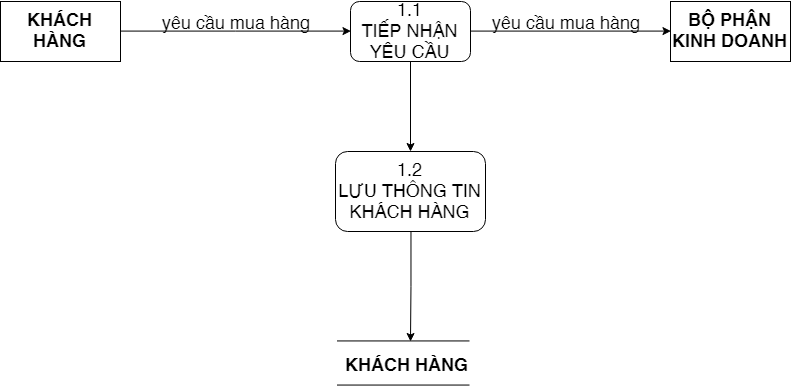 KHÁCH
HÀNG
yêu cầu mua hàng
1.1
TIẾP NHẬN
YÊU CẦU
yêu cầu mua hàng
BỘ PHẬN
KINH DOANH
1.2
LƯU THÔNG TIN
KHÁCH HÀNG
KHÁCH HÀNG